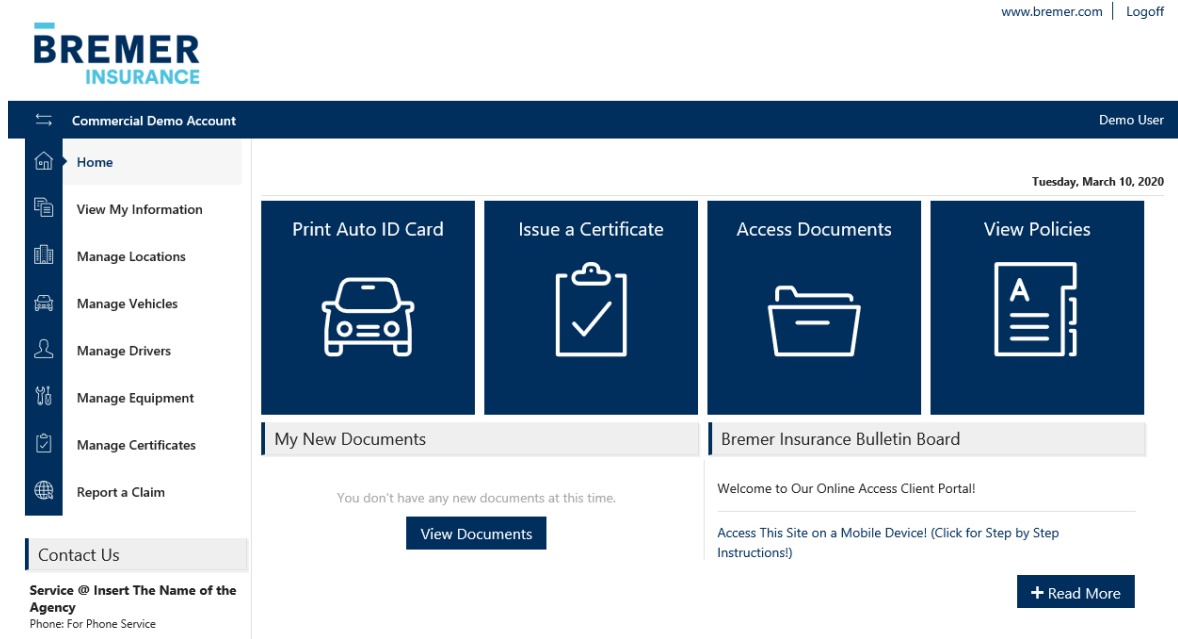 www.bremer.com Logoff
BREMER
INSURANCE
Commercial Demo Account
Demo User
Home
View My Information
Manage Locations
Manage Vehicles
Manage Drivers
Manage Equipment
Manage Certificates
Report a Claim
Contact Us
Service @ Insert The Name of the
Agency
Phone: For Phone Service
Tuesday, March 10, 2020
Print Auto ID Card
Issue a Certificate
Access Documents
View Policies
A
My New Documents
You don't have any new documents at this time.
View Documents
Bremer Insurance Bulletin Board
Welcome to Our Online Access Client Portal!
Access This Site on a Mobile Device! (Click for Step by Step
Instructions!)
+ Read More